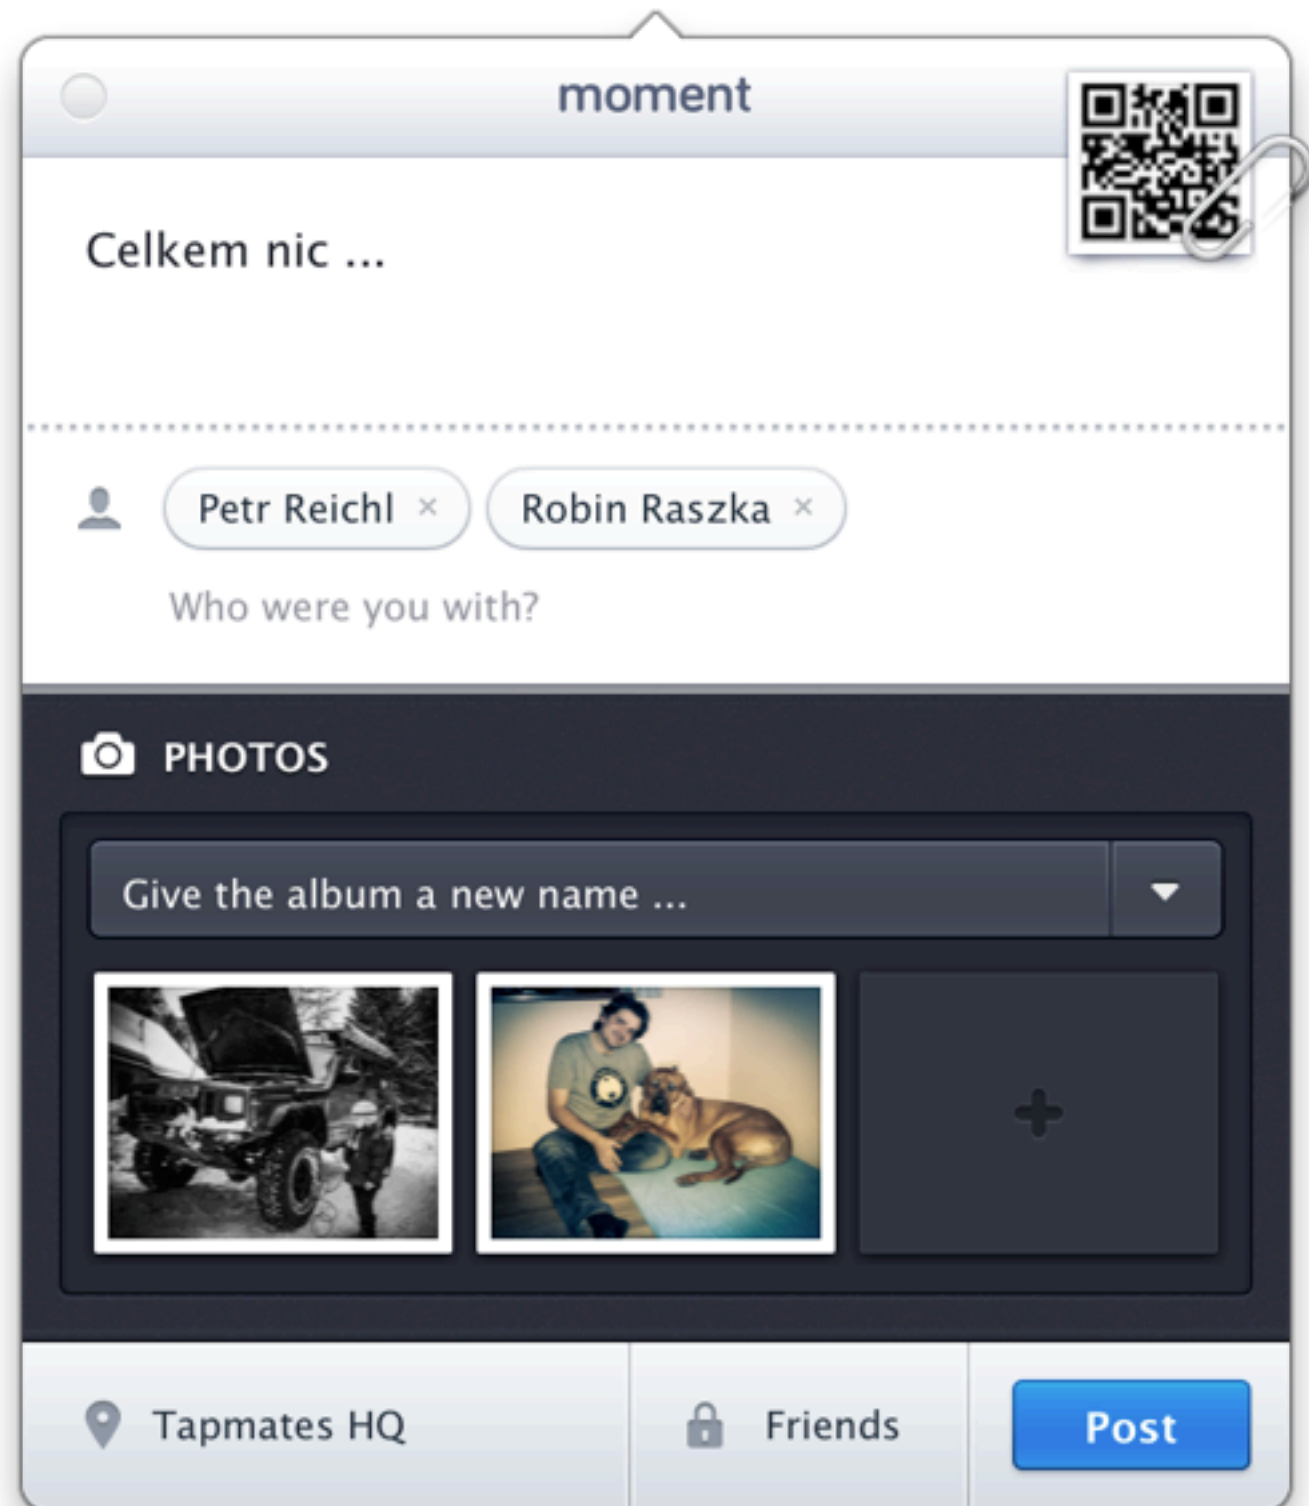 moment
Celkem nic ...
Petr Reichl × Robin Raszka ×
Who were you with?
PHOTOS
Give the album a new name ...
Tapmates HQ Friends Post